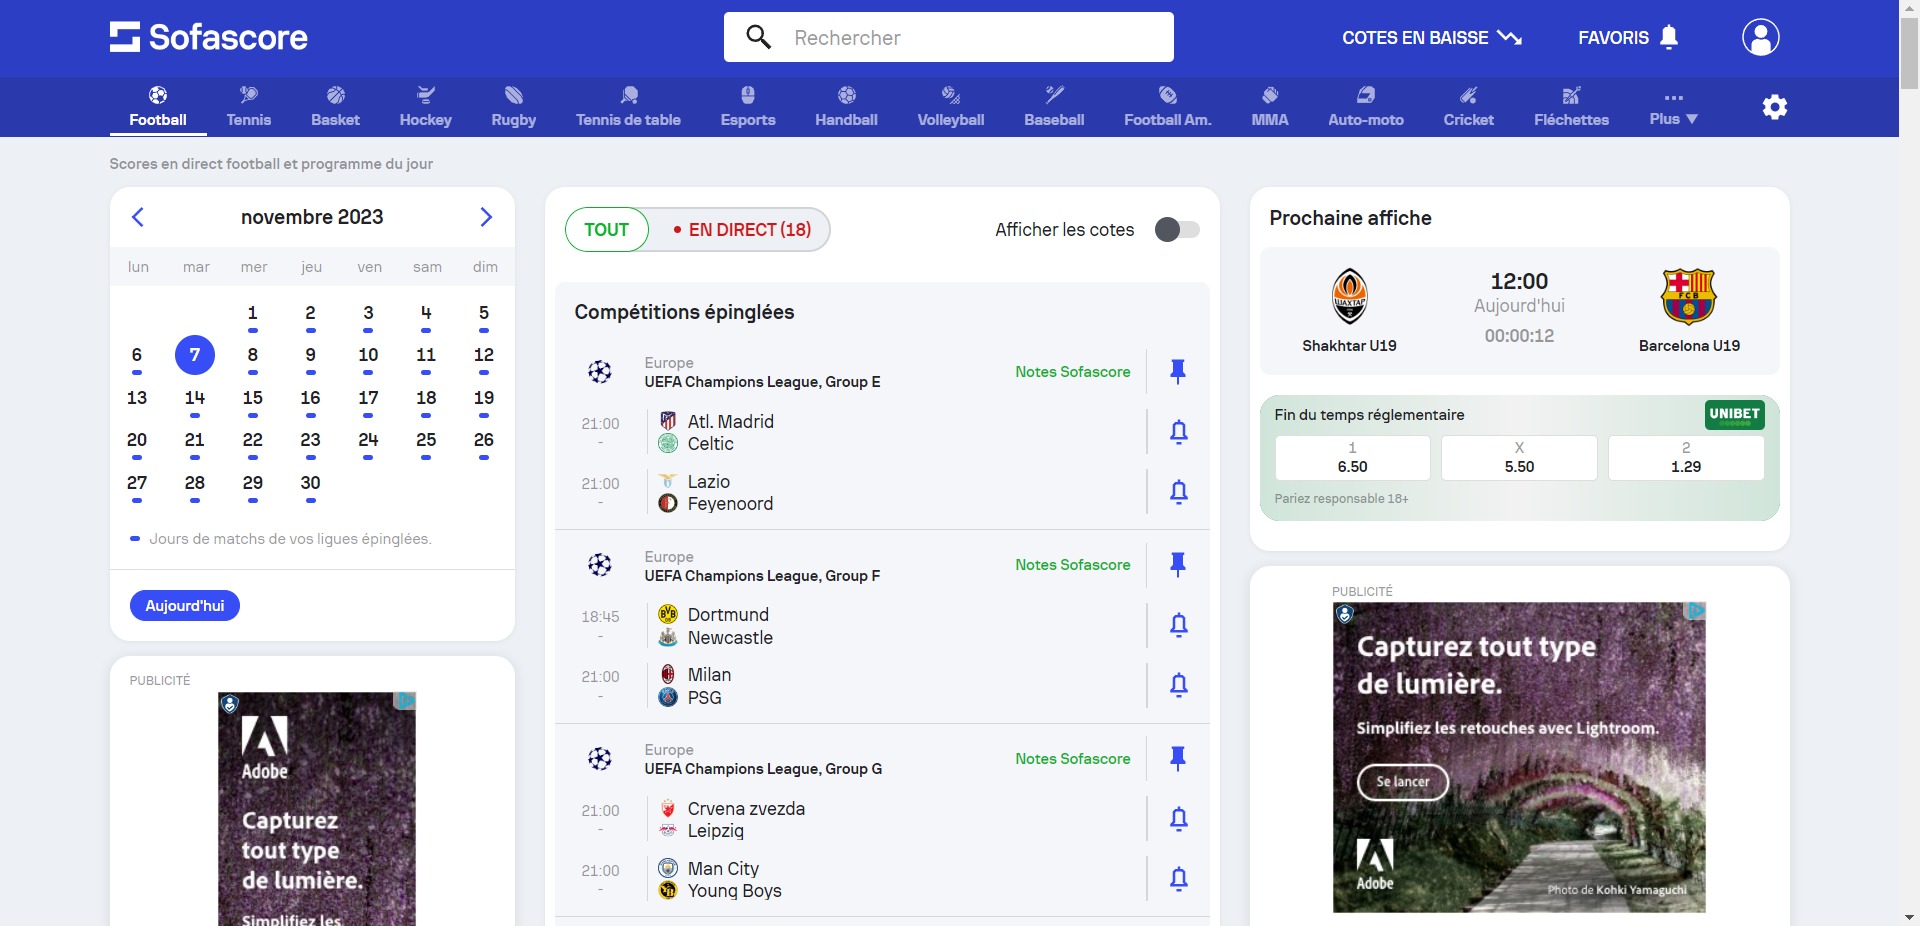 Sofascore
Rechercher
COTES EN BAISSE
FAVORIS
Football
Tennis
Basket
Hockey
Rugby
Tennis de table
Esports
Handball
Volleyball
Baseball
Football Am.
MMA
Auto-moto
Cricket
Fléchettes
Plus ▼
Scores en direct football et programme du jour
novembre 2023
lun mar mer jeu ven sam dim
1 2 3 4 5
6 7 8 9 10 11 12
13 14 15 16 17 18 19
20 21 22 23 24 25 26
27 28 29 30
Jours de matchs de vos ligues épinglées.
Aujourd'hui
PUBLICITÉ
Adobe
Capturez
tout type
de lumière.
Simplifiez les
TOUT
• EN DIRECT (18)
Afficher les cotes
Compétitions épinglées
Europe
UEFA Champions League, Group E
Notes Sofascore
21:00
-
Atl. Madrid
Celtic
21:00
-
Lazio
Feyenoord
Europe
UEFA Champions League, Group F
Notes Sofascore
18:45
-
Dortmund
Newcastle
21:00
-
Milan
PSG
Europe
UEFA Champions League, Group G
Notes Sofascore
21:00
-
Crvena zvezda
Leipzig
21:00
-
Man City
Young Boys
Prochaine affiche
12:00
Aujourd'hui
00:00:12
Shakhtar U19
Barcelona U19
Fin du temps réglementaire
UNIBET
1
6.50
X
5.50
2
1.29
Pariez responsable 18+
PUBLICITÉ
Capturez tout type
de lumière.
Simplifiez les retouches avec Lightroom.
Se lancer
Adobe
Photo de Kohki Yamaguchi